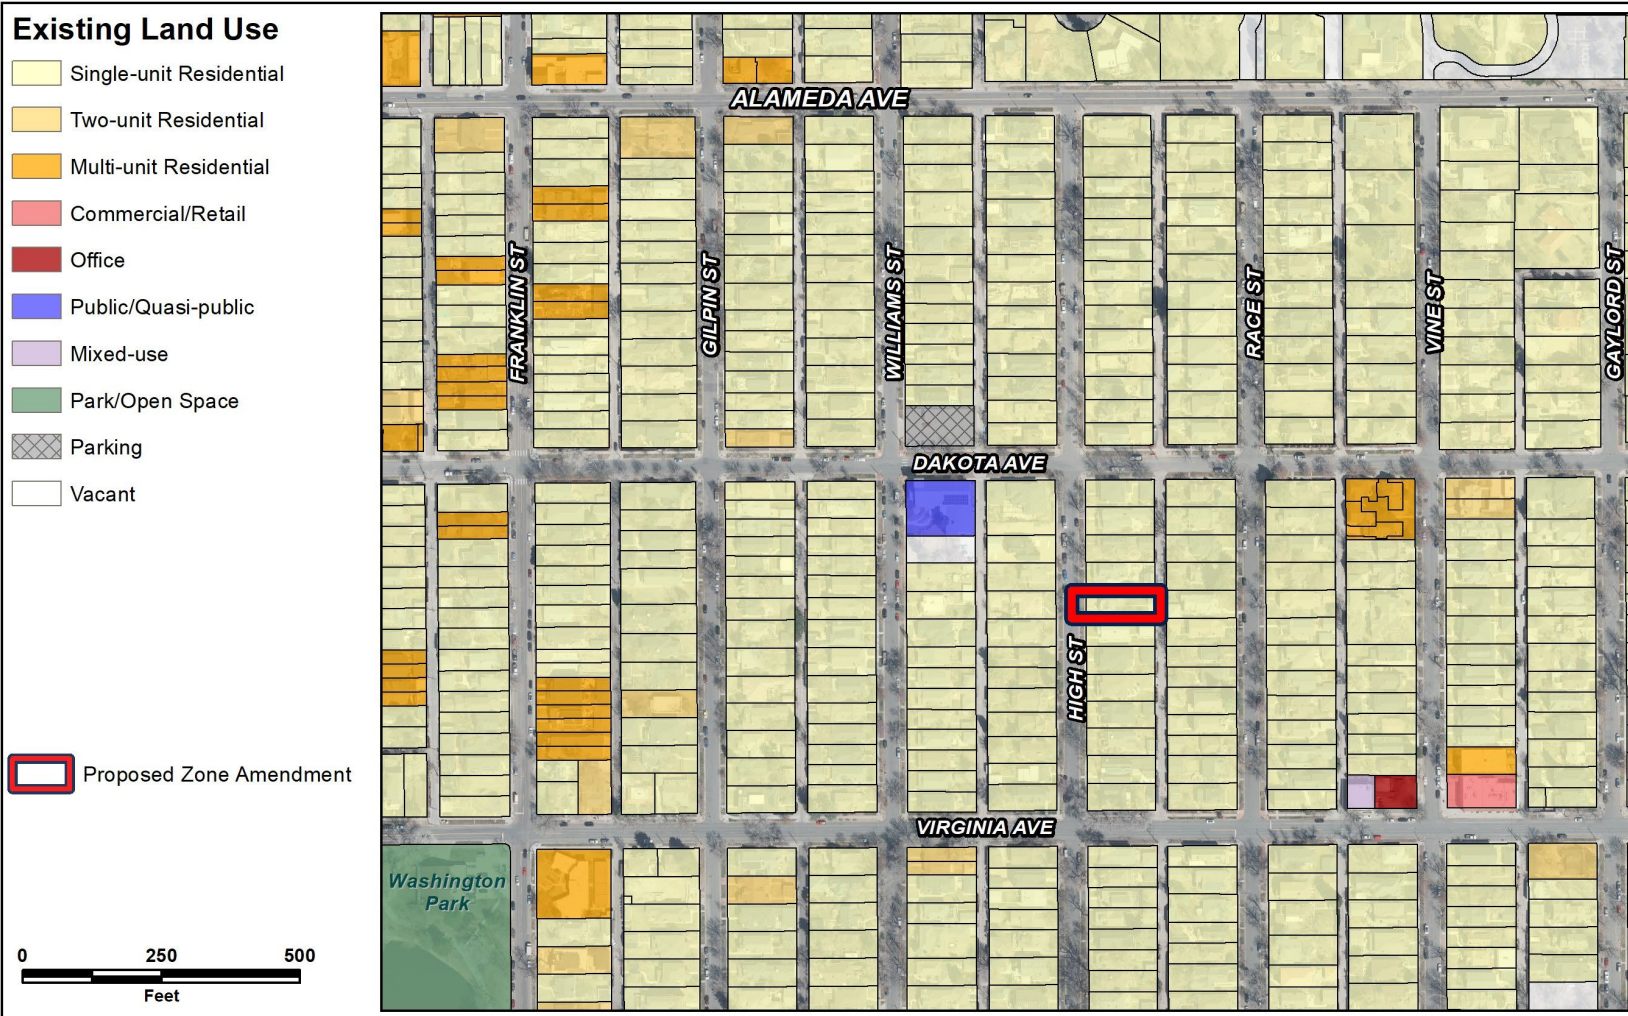 Existing Land Use
Single-unit Residential
Two-unit Residential
Multi-unit Residential
Commercial/Retail
Office
Public/Quasi-public
Mixed-use
Park/Open Space
Parking
Vacant
Proposed Zone Amendment
0 250 500
Feet
ALAMEDA AVE
FRANKLIN ST
GILPIN ST
WILLIAMS ST
RACE ST
VINE ST
GAYLORD ST
DAKOTA AVE
HIGH ST
VIRGINIA AVE
Washington
Park